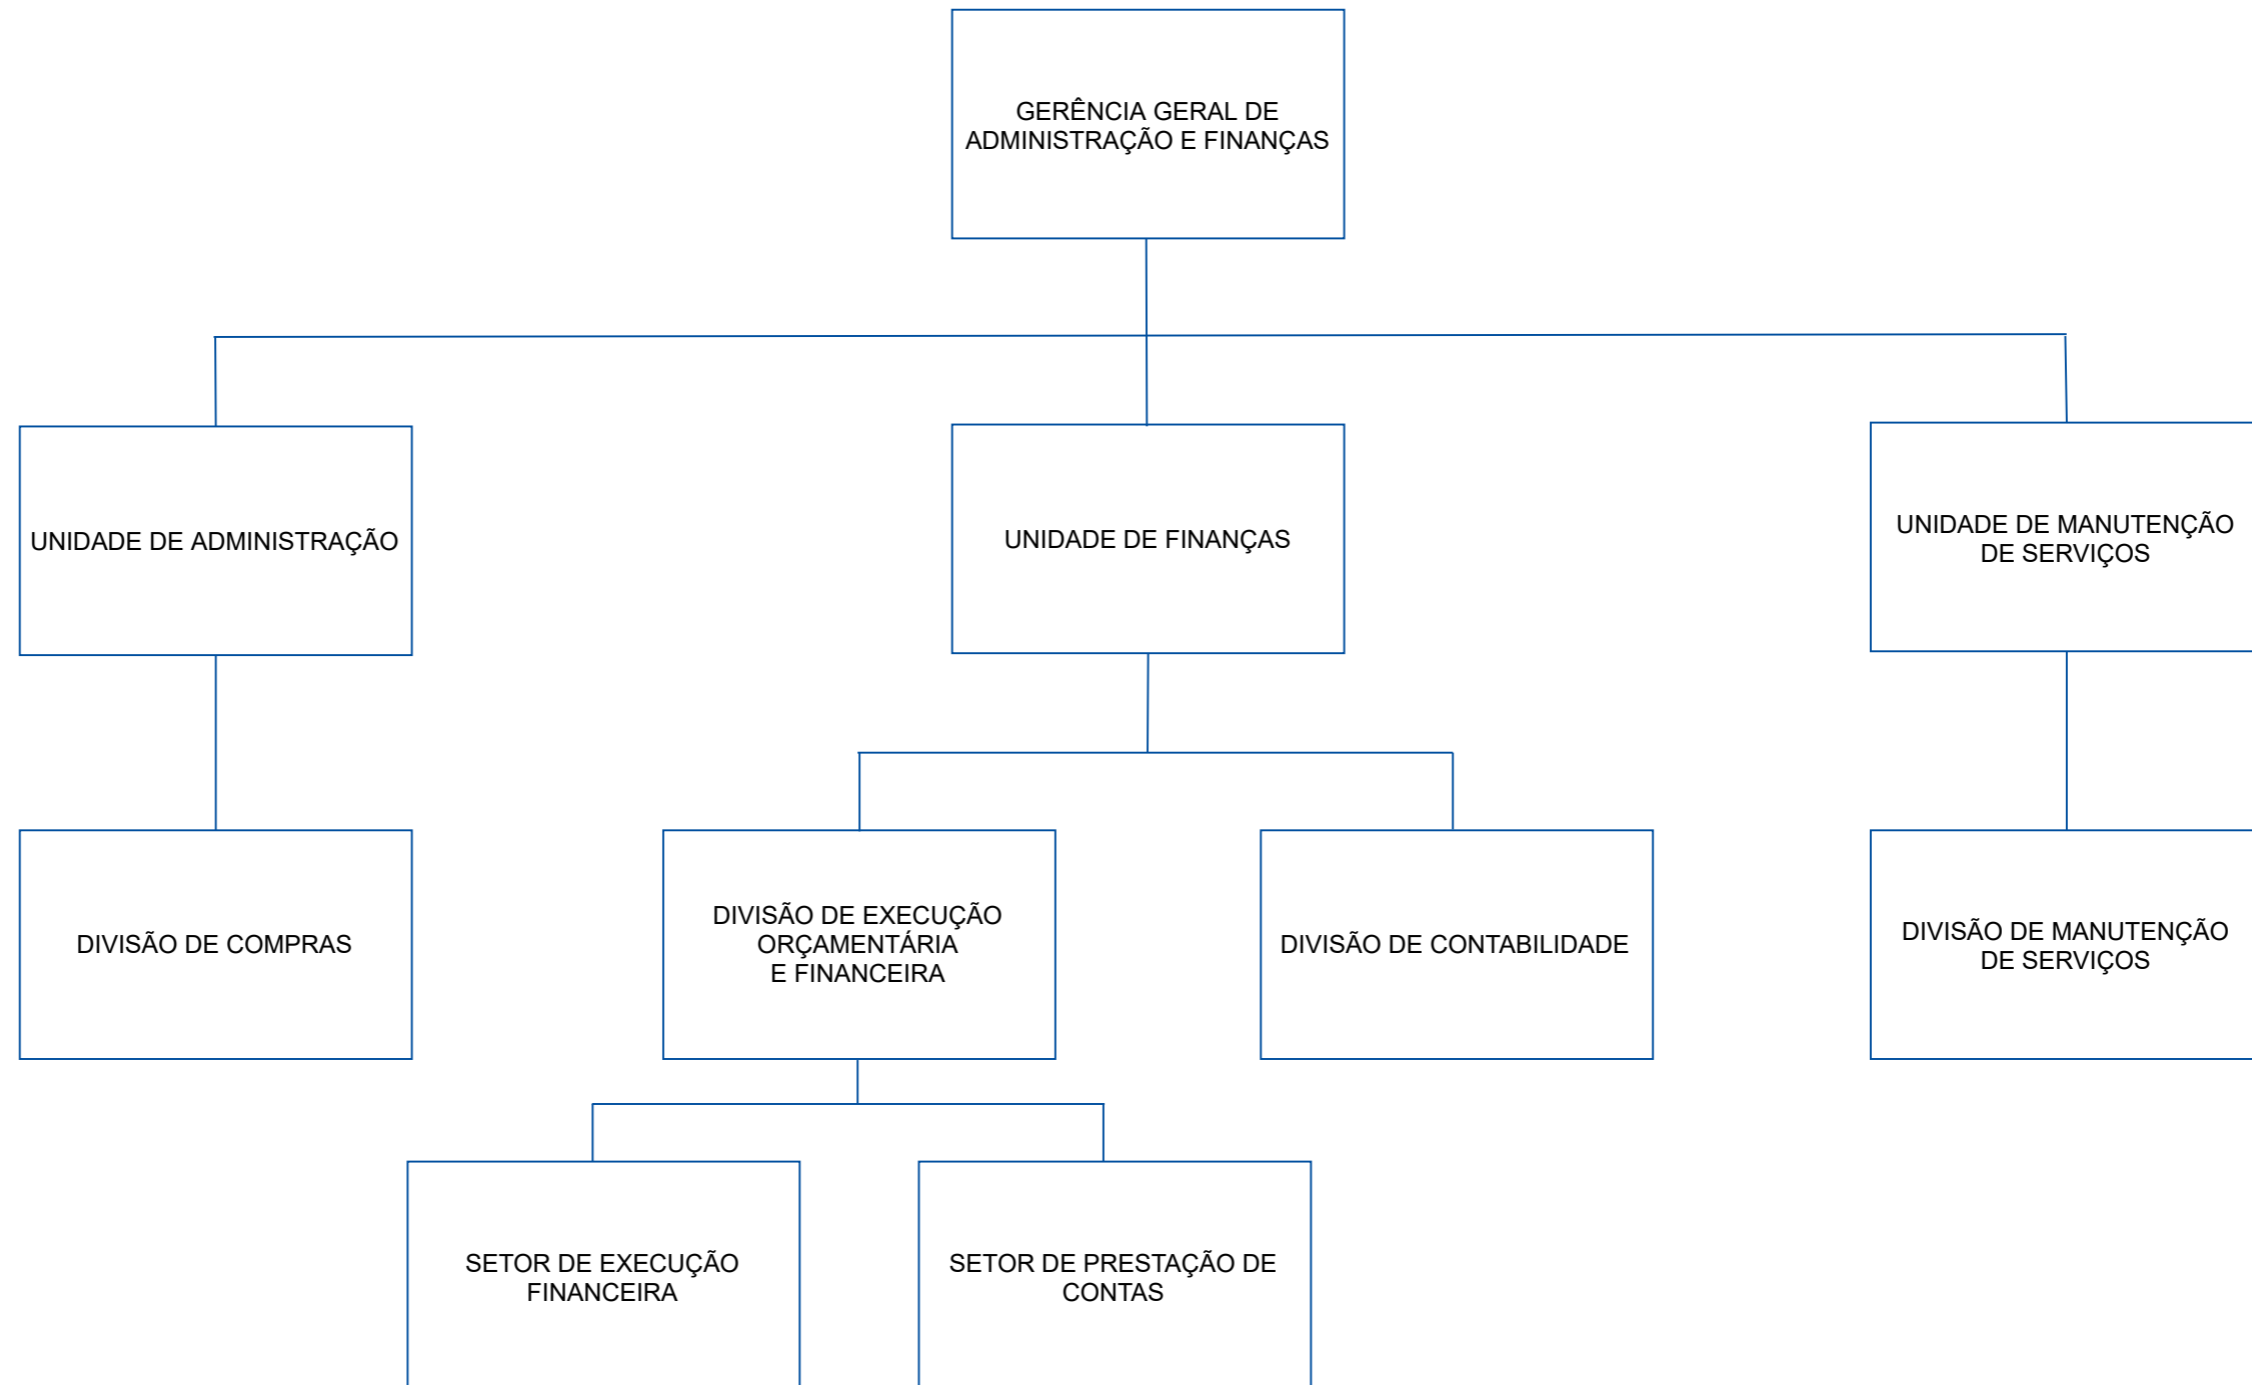 GERÊNCIA GERAL DE
ADMINISTRAÇÃO E FINANÇAS
UNIDADE DE ADMINISTRAÇÃO
UNIDADE DE FINANÇAS
UNIDADE DE MANUTENÇÃO
DE SERVIÇOS
DIVISÃO DE COMPRAS
DIVISÃO DE EXECUÇÃO
ORÇAMENTÁRIA
E FINANCEIRA
DIVISÃO DE CONTABILIDADE
DIVISÃO DE MANUTENÇÃO
DE SERVIÇOS
SETOR DE EXECUÇÃO
FINANCEIRA
SETOR DE PRESTAÇÃO DE
CONTAS